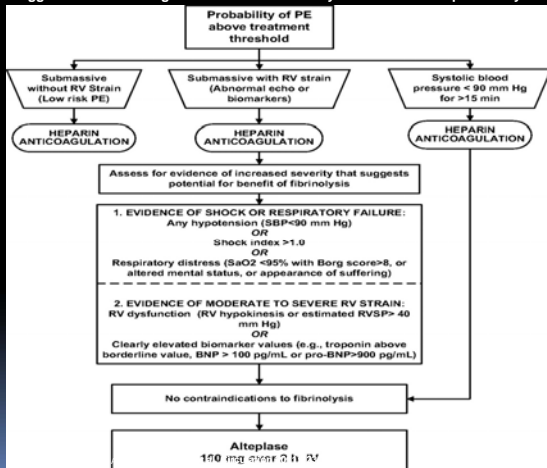 Probability of PE
above treatment
threshold
Submassive
without RV Strain
(Low risk PE)
Submassive with RV strain
(Abnormal echo or
biomarkers)
Systolic blood
pressure < 90 mm Hg
for >15 min
HEPARIN
ANTICOAGULATION
HEPARIN
ANTICOAGULATION
HEPARIN
ANTICOAGULATION
Assess for evidence of increased severity that suggests
potential for benefit of fibrinolysis
1. EVIDENCE OF SHOCK OR RESPIRATORY FAILURE:
Any hypotension (SBP<90 mm Hg)
OR
Shock index >1.0
OR
Respiratory distress (SaO2 <95% with Borg score>8, or
altered mental status, or appearance of suffering)
2. EVIDENCE OF MODERATE TO SEVERE RV STRAIN:
RV dysfunction (RV hypokinesis or estimated RVSP> 40
mm Hg)
OR
Clearly elevated biomarker values (e.g., troponin above
borderline value, BNP > 100 pg/mL or pro-BNP>900 pg/mL)
No contraindications to fibrinolysis
Alteplase
100 mg over 2 h IV